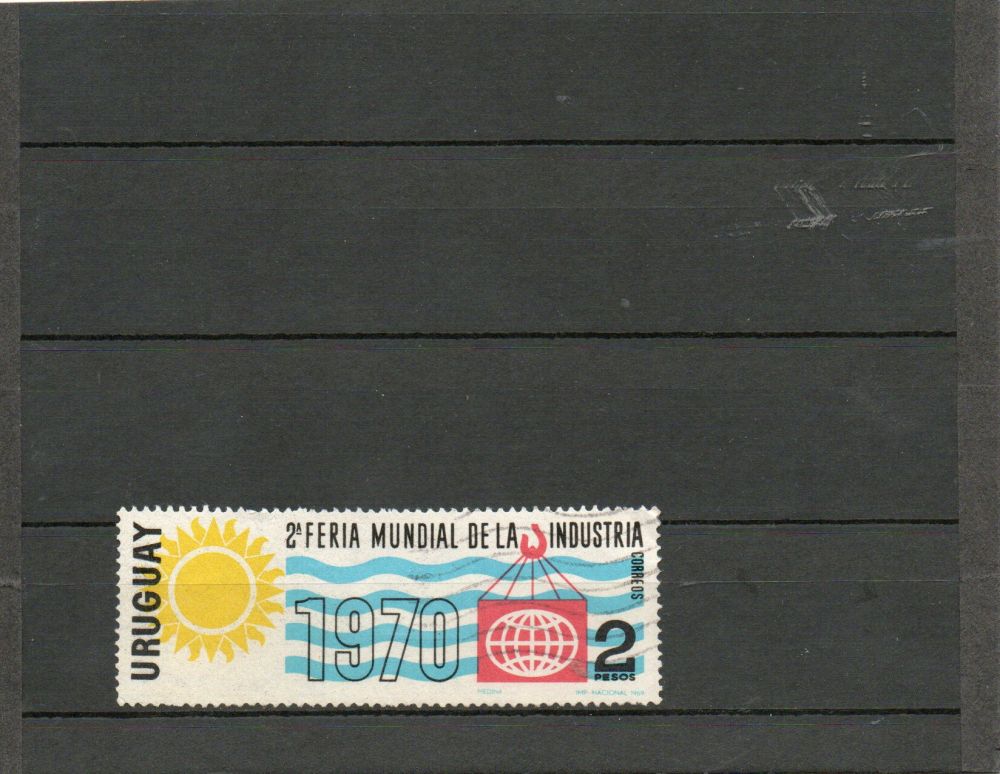 URUGUAY
2ª FERIA MUNDIAL DE LA INDUSTRIA
CORREOS
1970
2
PESOS
MEDINA
IMP. NACIONAL 1969